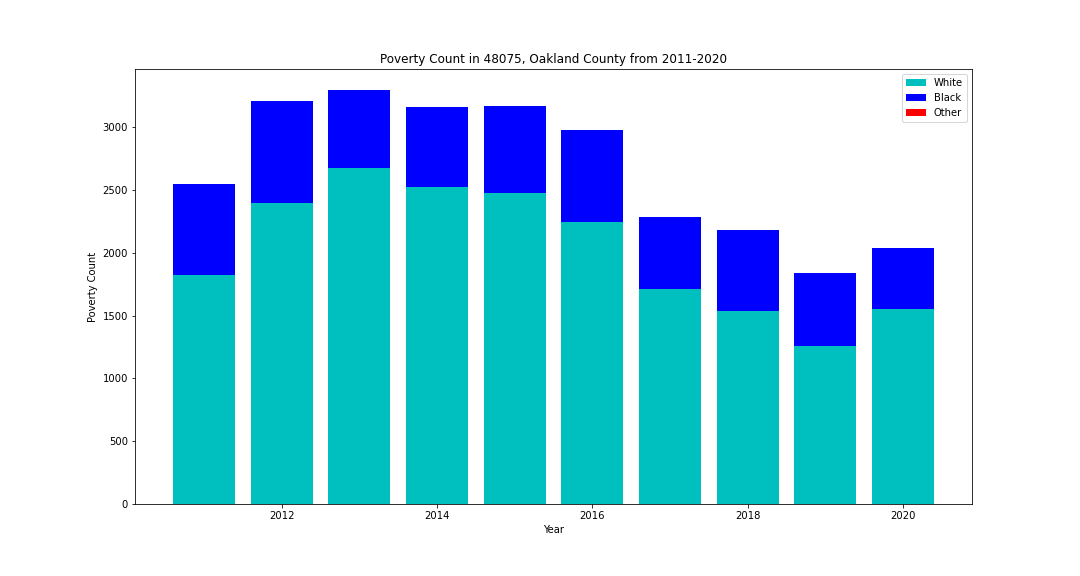 Poverty Count in 48075, Oakland County from 2011-2020
White
Black
Other
3000
2500
2000
1500
1000
500
0
Poverty Count
2012
2014
2016
2018
2020
Year